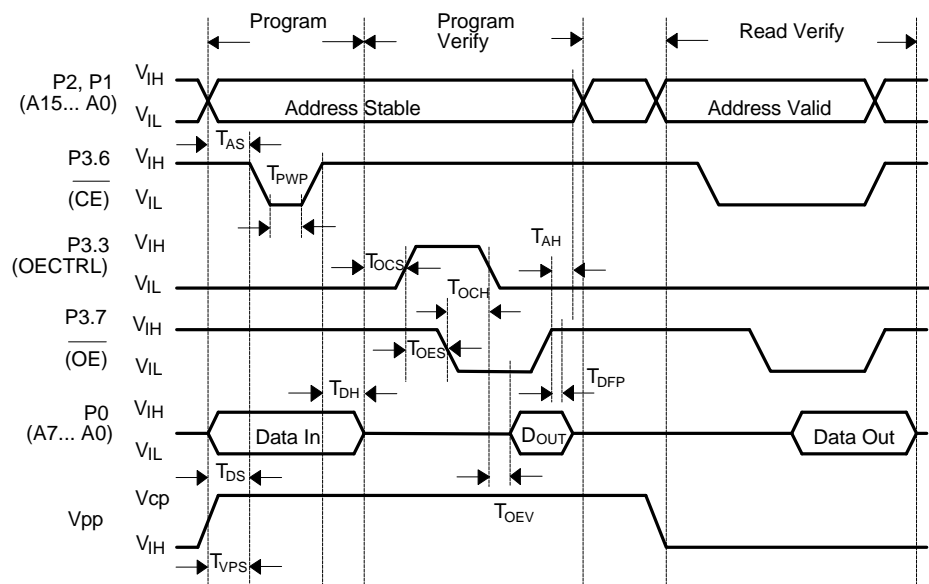 Program
Program
Verify
Read Verify
P2, P1
(A15... A0)
VIH
VIL
Address Stable
Address Valid
TAS
P3.6
(CE)
VIH
VIL
TPWP
P3.3
(OECTRL)
VIH
VIL
TOCS
TOCH
TAH
P3.7
(OE)
VIH
VIL
TOES
TDFP
TDH
P0
(A7... A0)
VIH
VIL
Data In
DOUT
Data Out
TDS
Vpp
Vcp
VIH
TOEV
TVPS